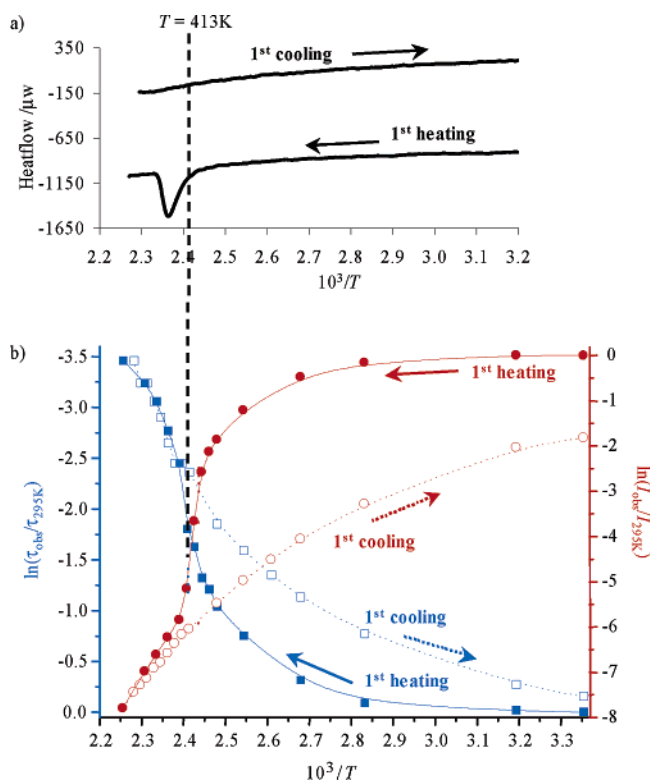 a)
T = 413K
350
-150
-650
-1150
-1650
Heatflow /μw
1st cooling
1st heating
2.2 2.3 2.4 2.5 2.6 2.7 2.8 2.9 3.0 3.1 3.2
10³/T
b)
-3.5
-3.0
-2.5
-2.0
-1.5
-1.0
-0.5
0.0
ln(τobs/τ295K)
0
-1
-2
-3
-4
-5
-6
-7
-8
ln(Iobs/I295K)
1st heating
1st cooling
1st cooling
1st heating
2.2 2.3 2.4 2.5 2.6 2.7 2.8 2.9 3.0 3.1 3.2 3.3
10³/T